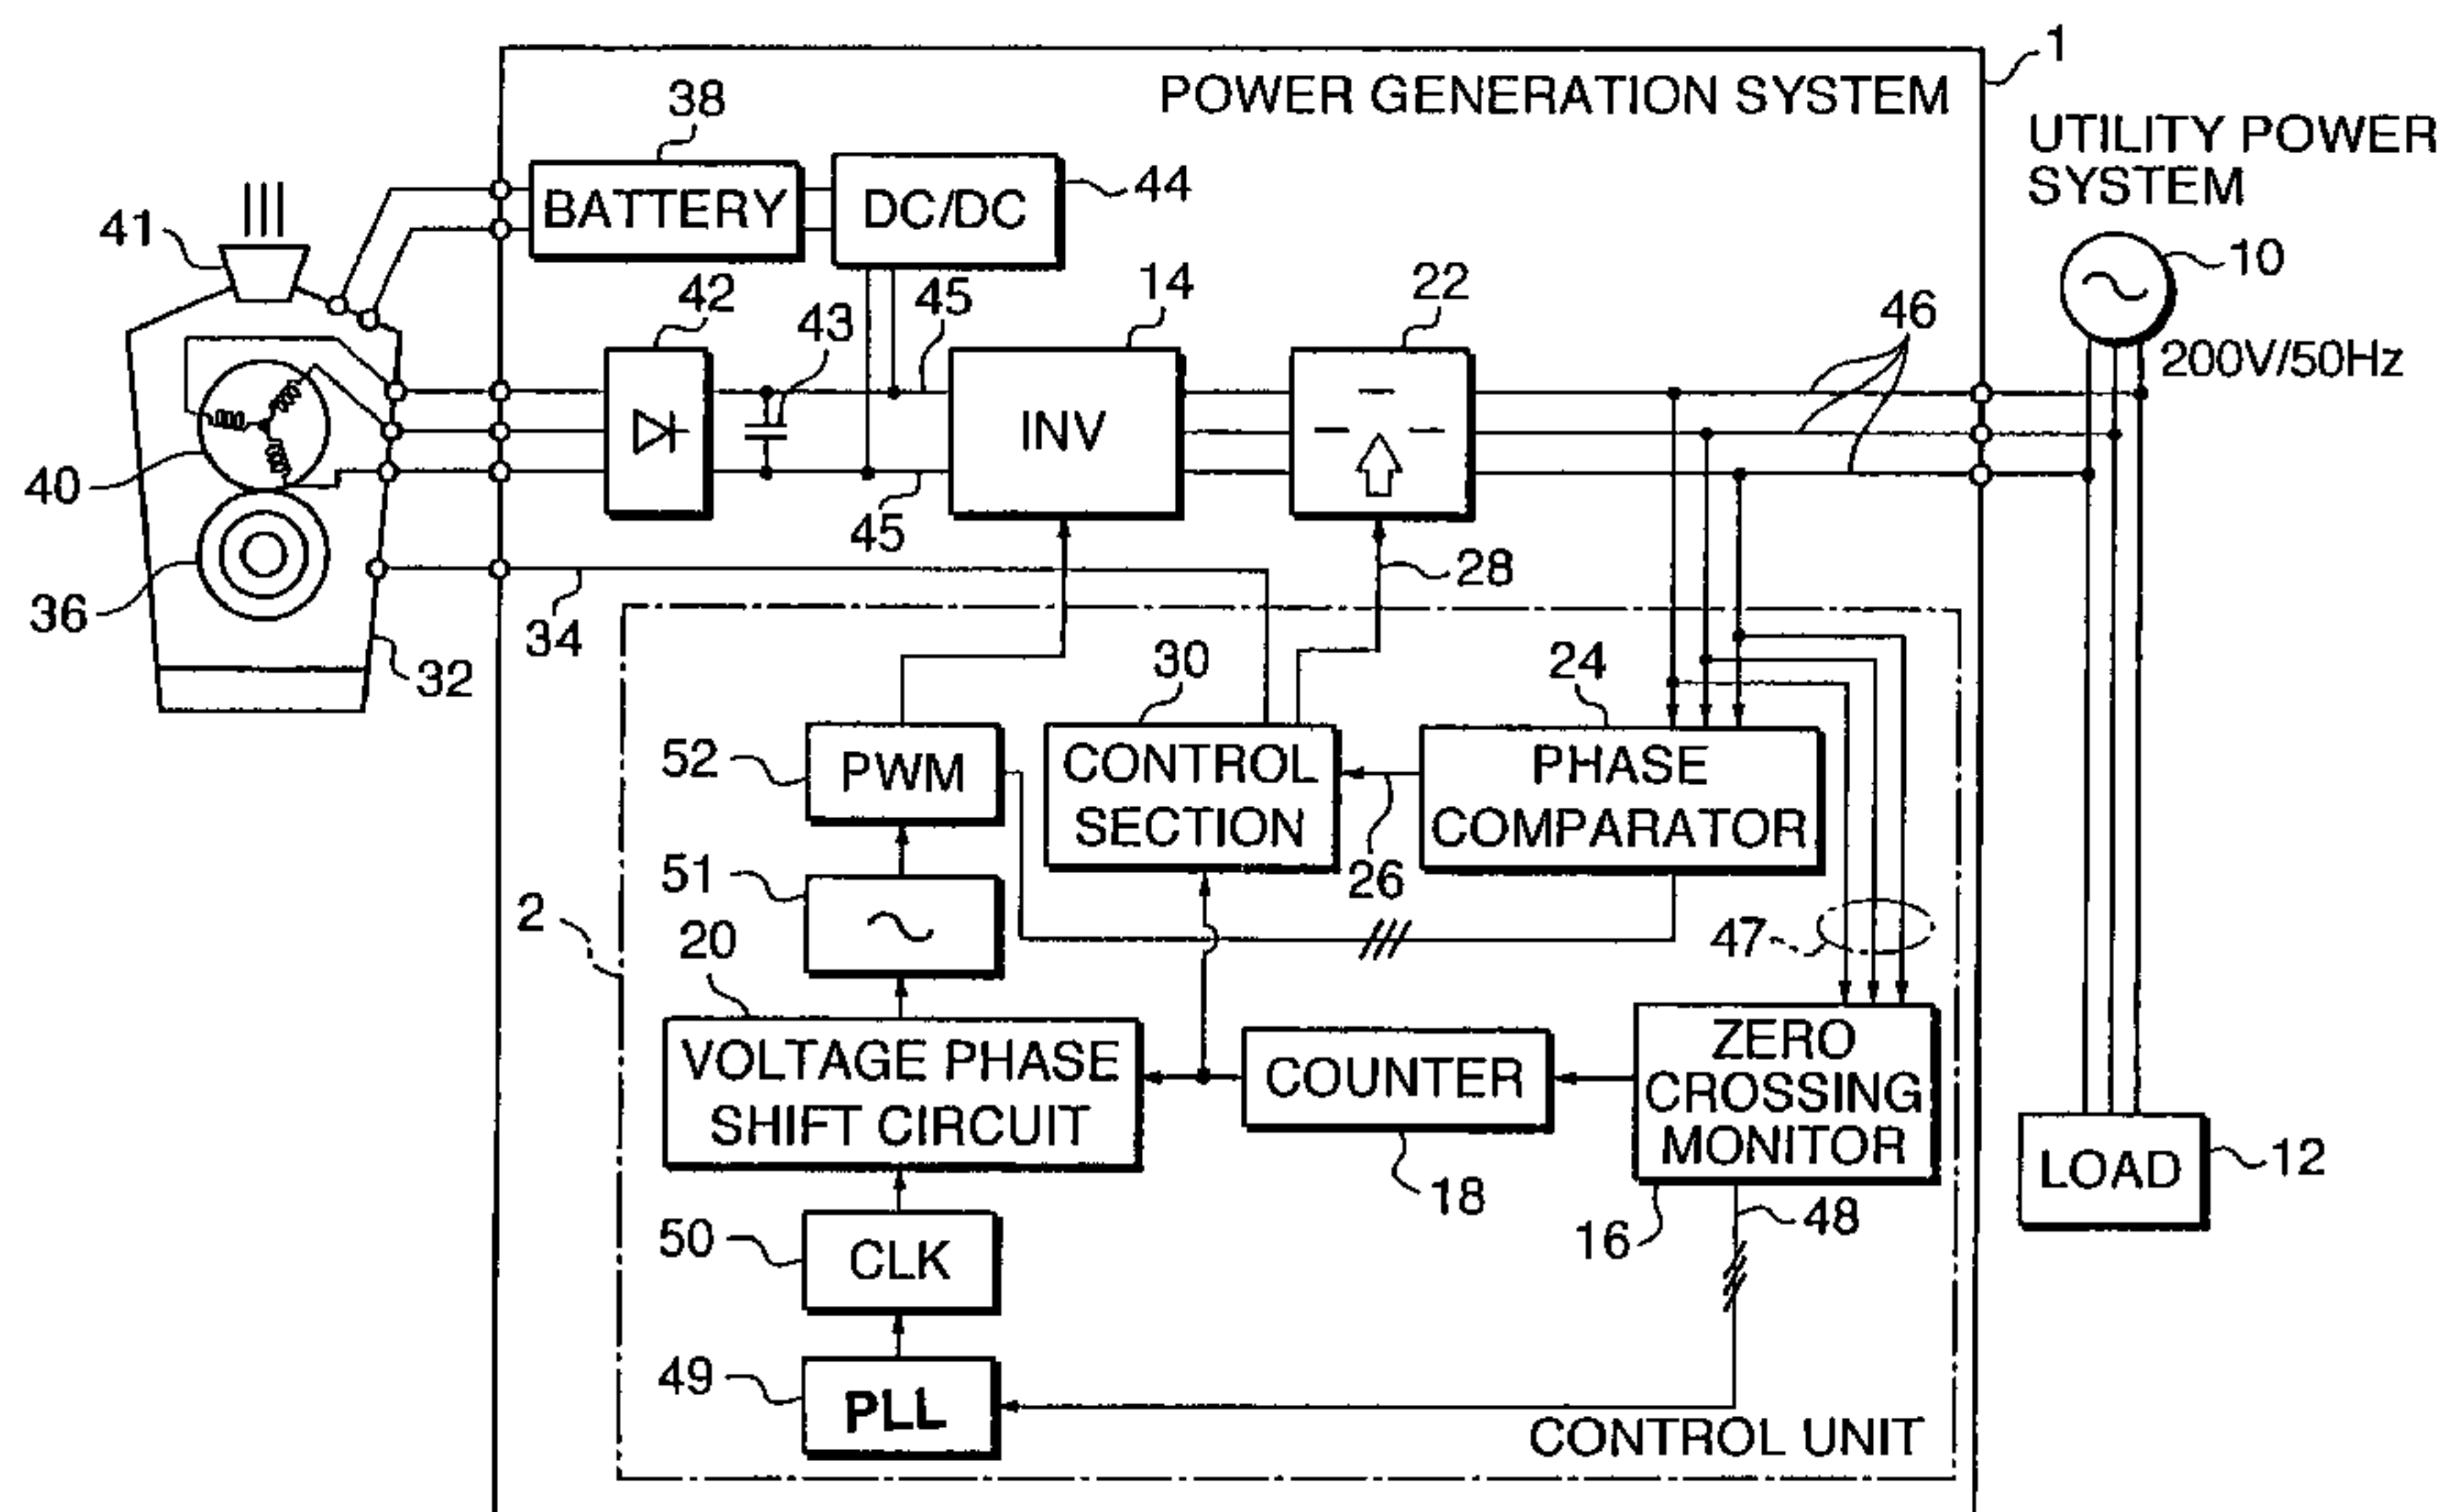 1
POWER GENERATION SYSTEM
38
UTILITY POWER
SYSTEM
BATTERY
DC/DC
44
41
10
42
43
45
14
22
46
200V/50Hz
INV
40
45
28
36
34
32
30
24
52
PWM
CONTROL
SECTION
PHASE
COMPARATOR
26
51
2
20
47
VOLTAGE PHASE
SHIFT CIRCUIT
COUNTER
ZERO
CROSSING
MONITOR
LOAD
12
18
16
48
50
CLK
49
PLL
CONTROL UNIT